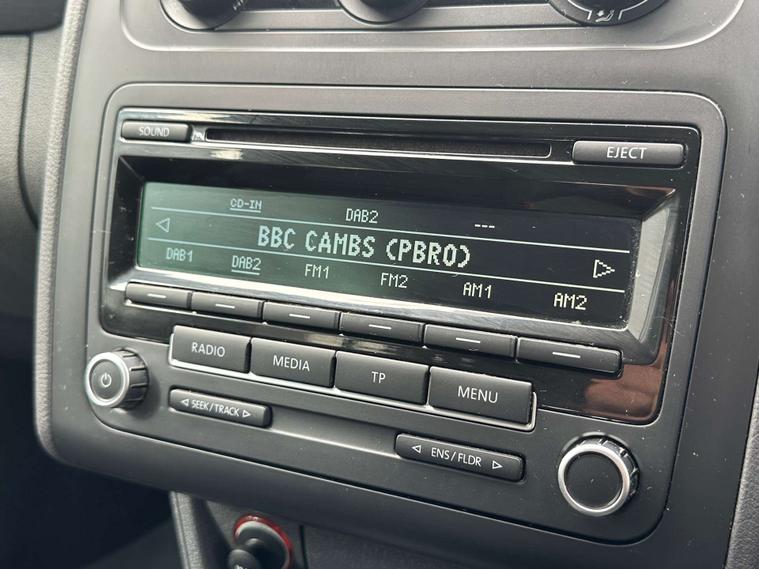 SOUND
EJECT
CD-IN
DAB2
---
BBC CAMBS (PBRO)
DAB1 DAB2 FM1 FM2 AM1 AM2
RADIO MEDIA TP MENU
SEEK/TRACK
ENS/FLDR